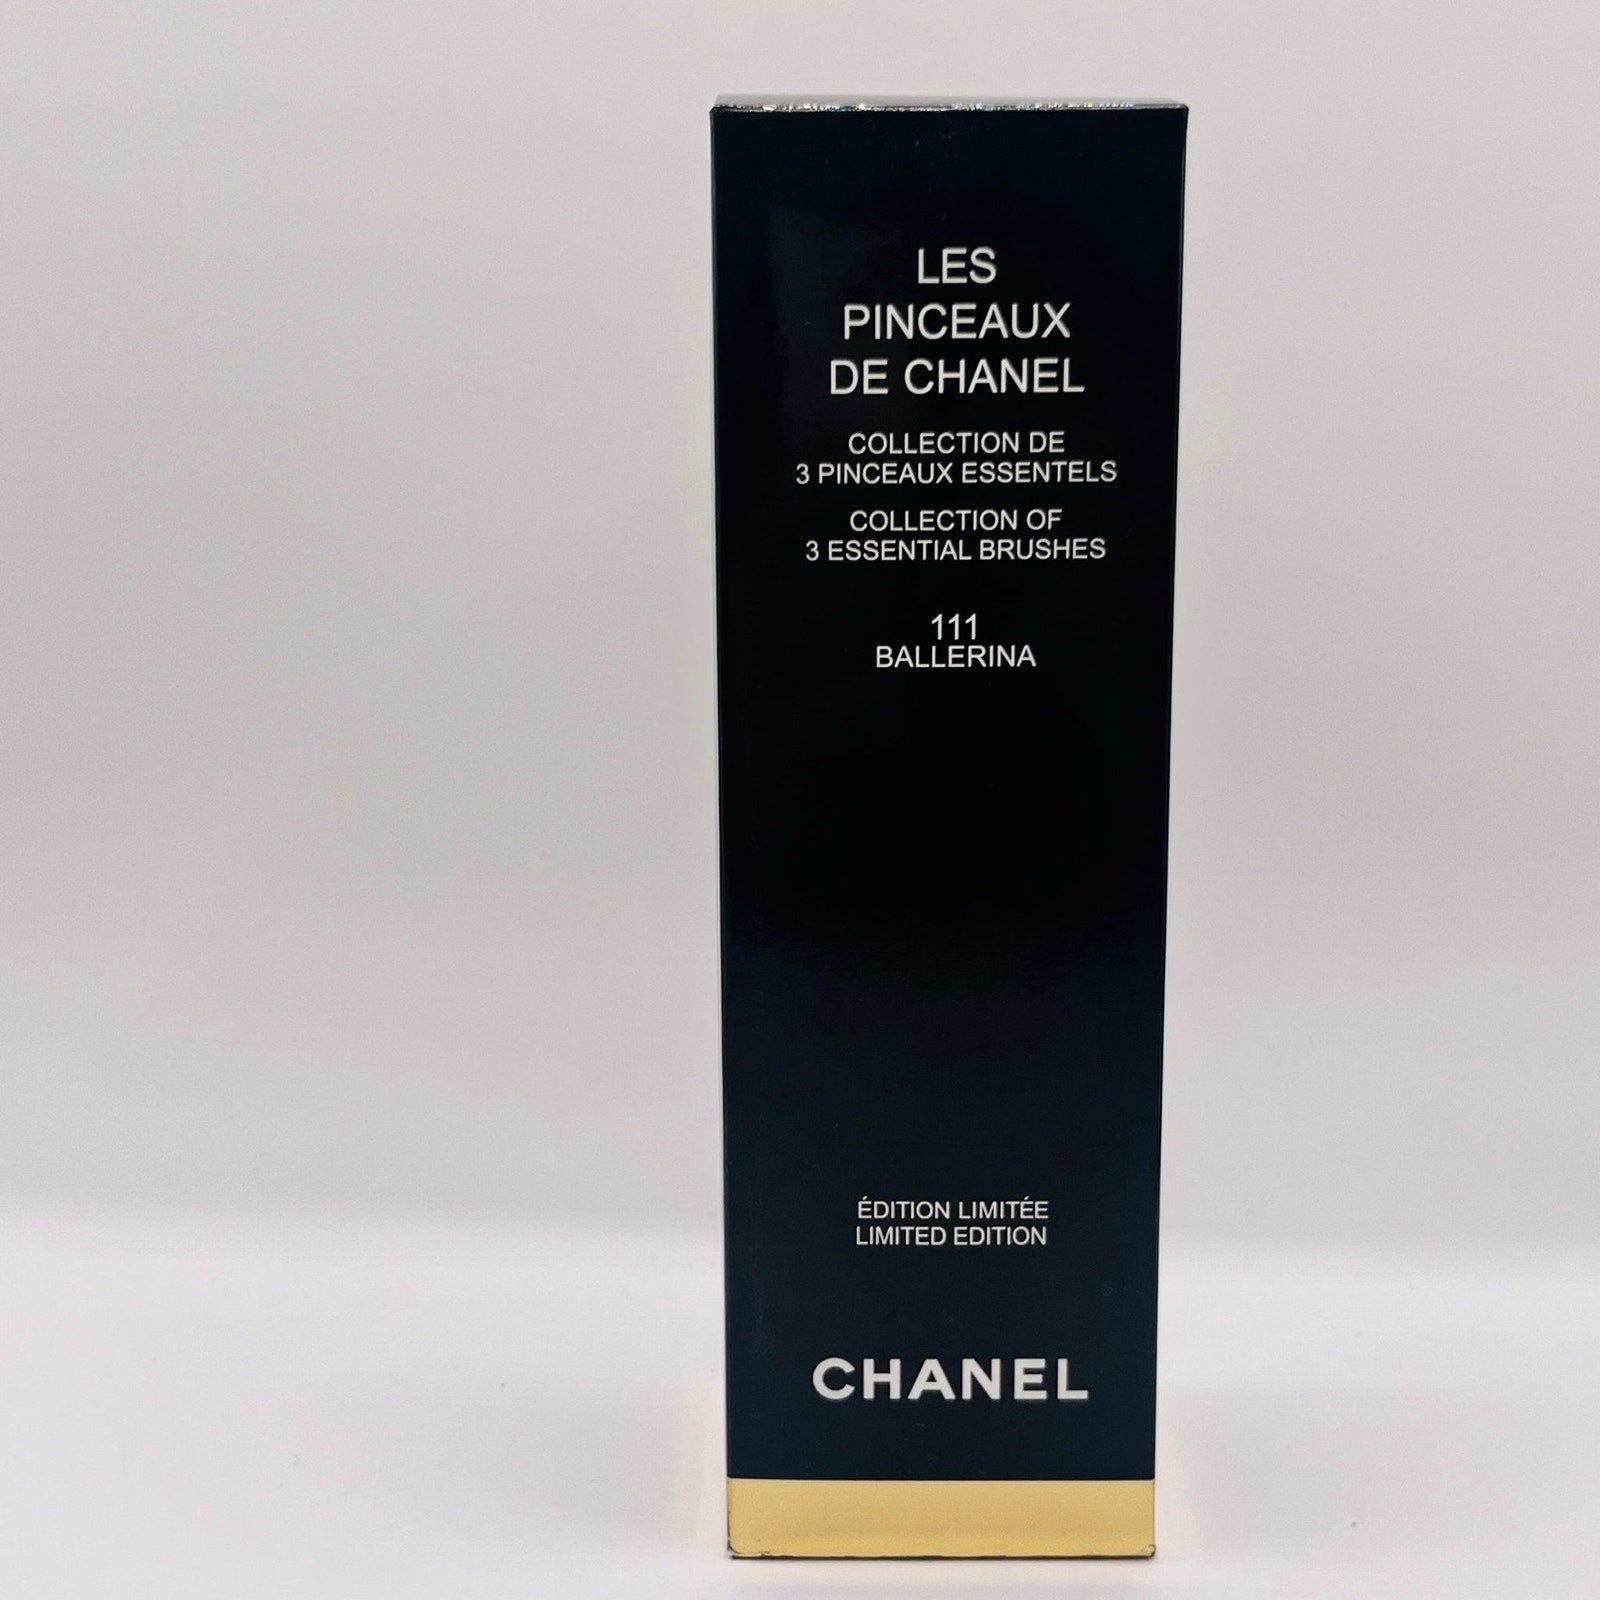 LES
PINCEAUX
DE CHANEL
COLLECTION DE
3 PINCEAUX ESSENTELS
COLLECTION OF
3 ESSENTIAL BRUSHES
111
BALLERINA
ÉDITION LIMITÉE
LIMITED EDITION
CHANEL